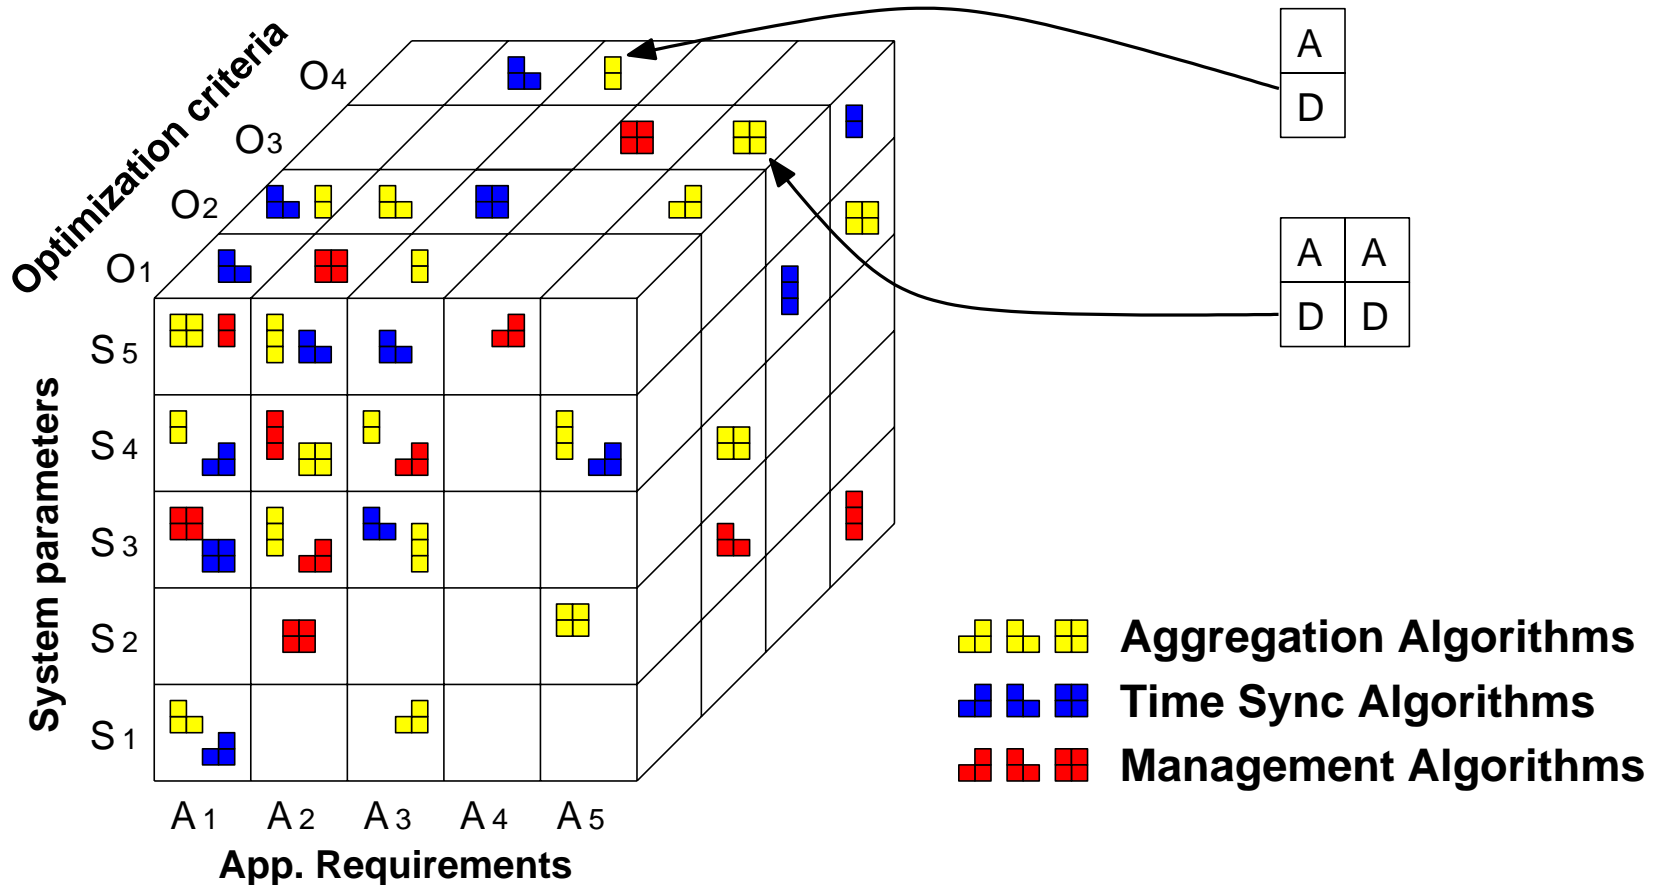 Optimization criteria
O4
O3
O2
O1
A
D
A A
D D
System parameters
S5
S4
S3
S2
S1
A1 A2 A3 A4 A5
App. Requirements
Aggregation Algorithms
Time Sync Algorithms
Management Algorithms